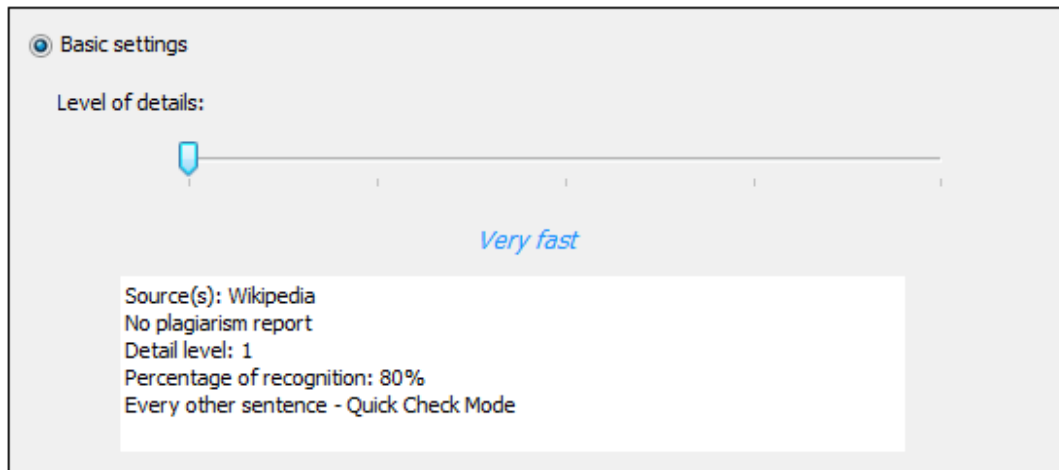 Basic settings
Level of details:
Very fast
Source(s): Wikipedia
No plagiarism report
Detail level: 1
Percentage of recognition: 80%
Every other sentence - Quick Check Mode